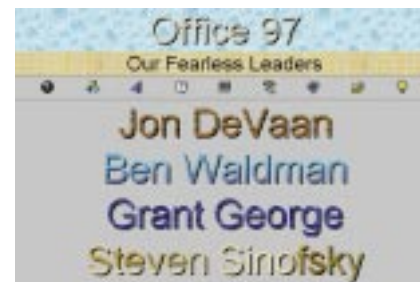 Office 97
Our Fearless Leaders
Jon DeVaan
Ben Waldman
Grant George
Steven Sinofsky